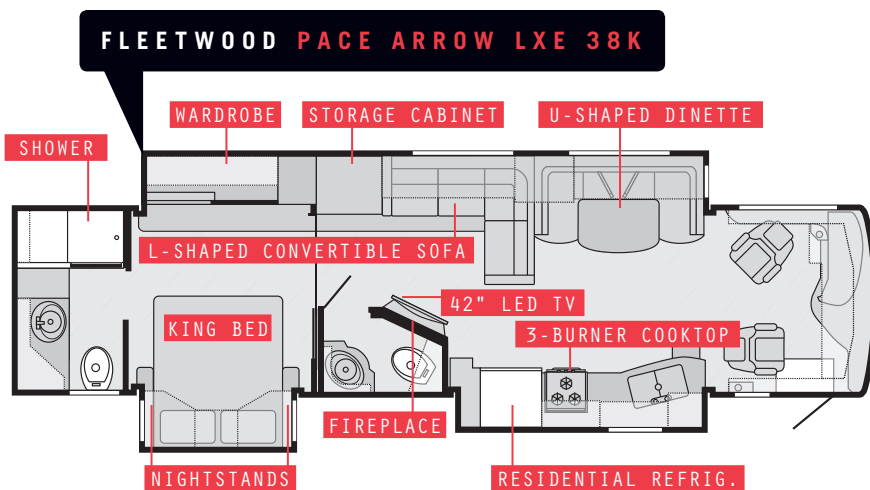 FLEETWOOD PACE ARROW LXE 38K
WARDROBE
STORAGE CABINET
U-SHAPED DINETTE
SHOWER
L-SHAPED CONVERTIBLE SOFA
42" LED TV
KING BED
3-BURNER COOKTOP
FIREPLACE
NIGHTSTANDS
RESIDENTIAL REFRIG.